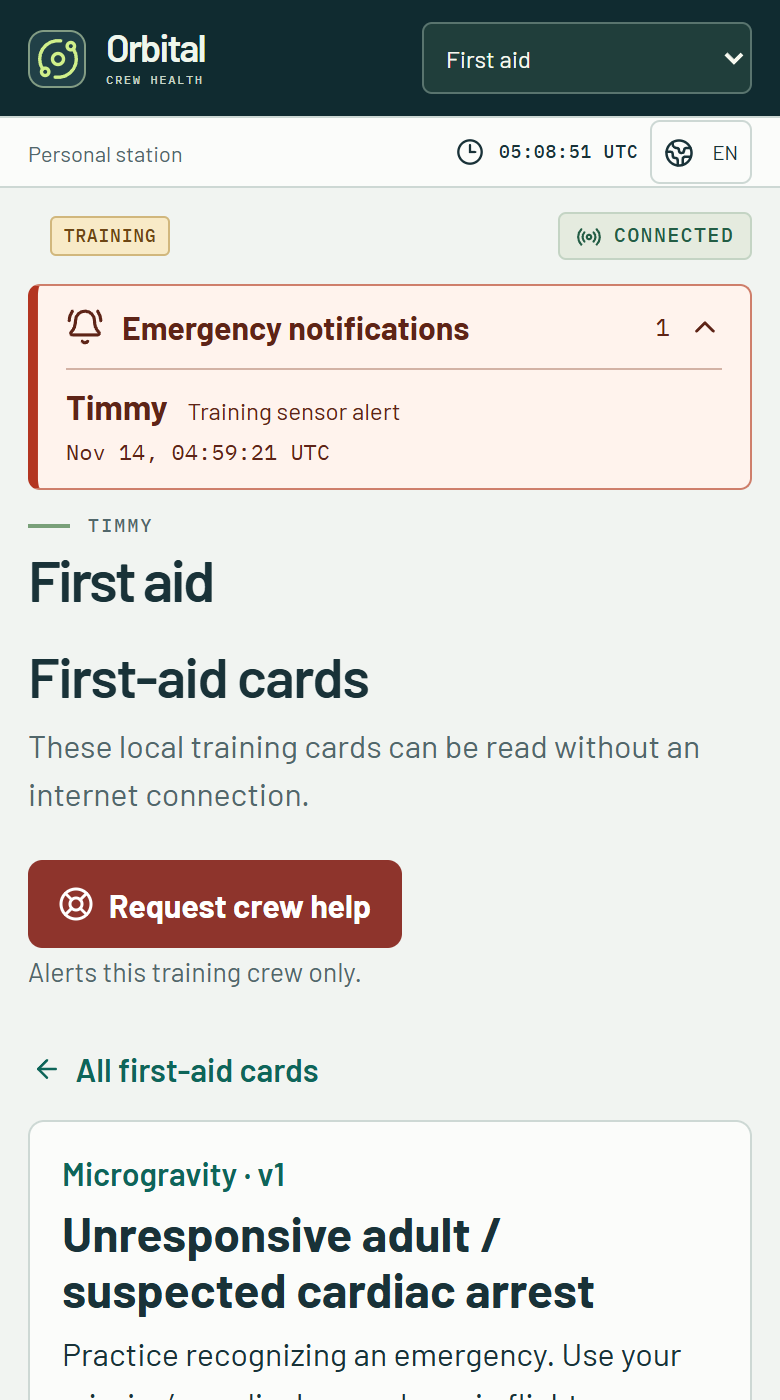 Orbital
CREW HEALTH
First aid
Personal station
05:08:51 UTC
EN
TRAINING
CONNECTED
Emergency notifications
1
Timmy Training sensor alert
Nov 14, 04:59:21 UTC
TIMMY
First aid
First-aid cards
These local training cards can be read without an
internet connection.
Request crew help
Alerts this training crew only.
All first-aid cards
Microgravity · v1
Unresponsive adult /
suspected cardiac arrest
Practice recognizing an emergency. Use your